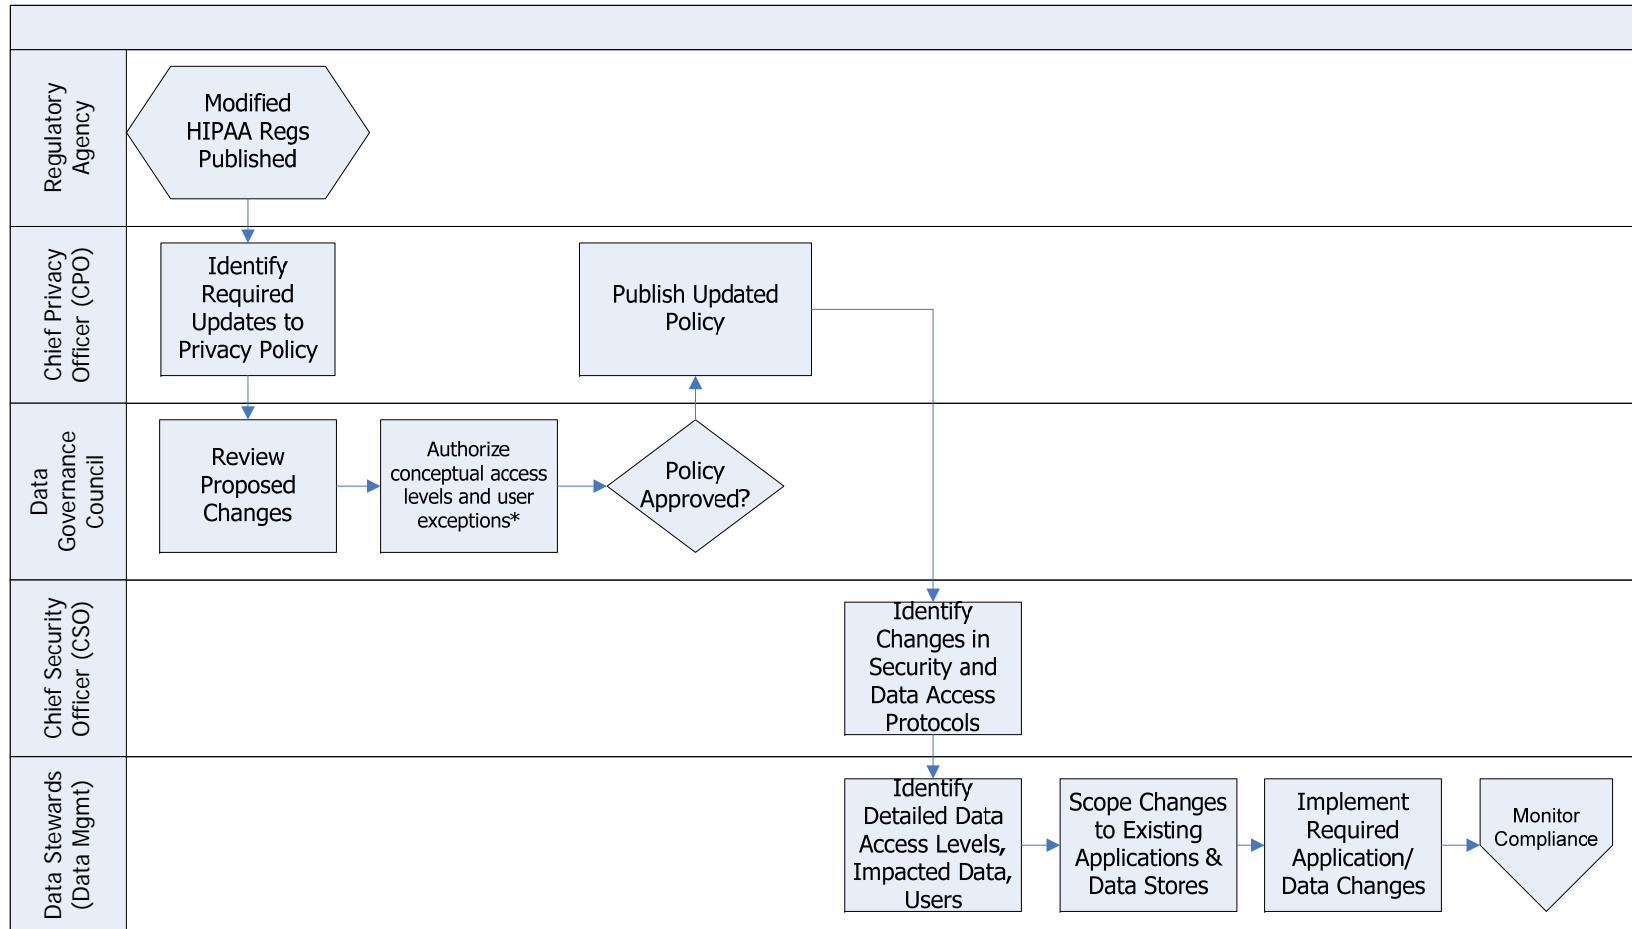 Regulatory
Agency
Modified
HIPAA Regs
Published
Chief Privacy
Officer (CPO)
Identify
Required
Updates to
Privacy Policy
Publish Updated
Policy
Data
Governance
Council
Review
Proposed
Changes
Authorize
conceptual access
levels and user
exceptions*
Policy
Approved?
Chief Security
Officer (CSO)
Identify
Changes in
Security and
Data Access
Protocols
Data Stewards
(Data Mgmt)
Identify
Detailed Data
Access Levels,
Impacted Data,
Users
Scope Changes
to Existing
Applications &
Data Stores
Implement
Required
Application/
Data Changes
Monitor
Compliance